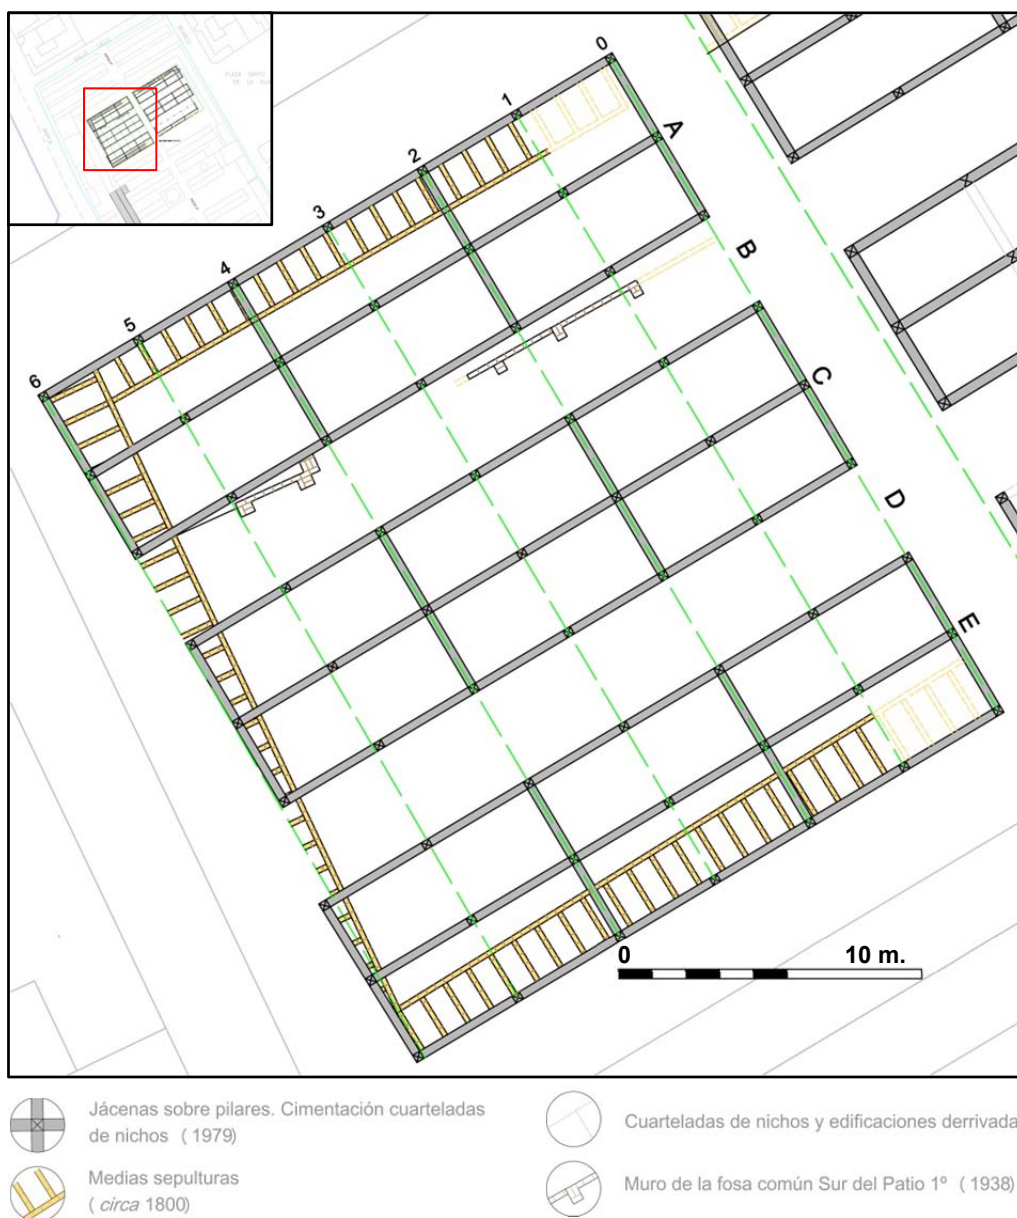 0
1
2
3
4
5
6
A
B
C
D
E
0 10 m.
Jácenas sobre pilares. Cimentación cuarteladas
de nichos ( 1979)
Medias sepulturas
( circa 1800)
Cuarteladas de nichos y edificaciones derrivada
Muro de la fosa común Sur del Patio 1º ( 1938)